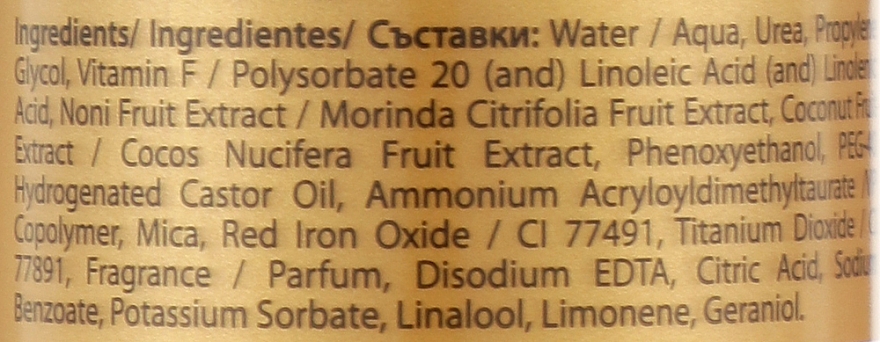 Ingredients/ Ingredientes/ Съставки: Water / Aqua, Urea, Propylene
Glycol, Vitamin F / Polysorbate 20 (and) Linoleic Acid (and) Linolenic
Acid, Noni Fruit Extract / Morinda Citrifolia Fruit Extract, Coconut Fruit
Extract / Cocos Nucifera Fruit Extract, Phenoxyethanol,
Hydrogenated Castor Oil, Ammonium Acryloyldimethyltaurate
Copolymer, Mica, Red Iron Oxide / CI 77491, Titanium Dioxide /
77891, Fragrance / Parfum, Disodium EDTA, Citric Acid, Sodium
Benzoate, Potassium Sorbate, Linalool, Limonene, Geraniol.